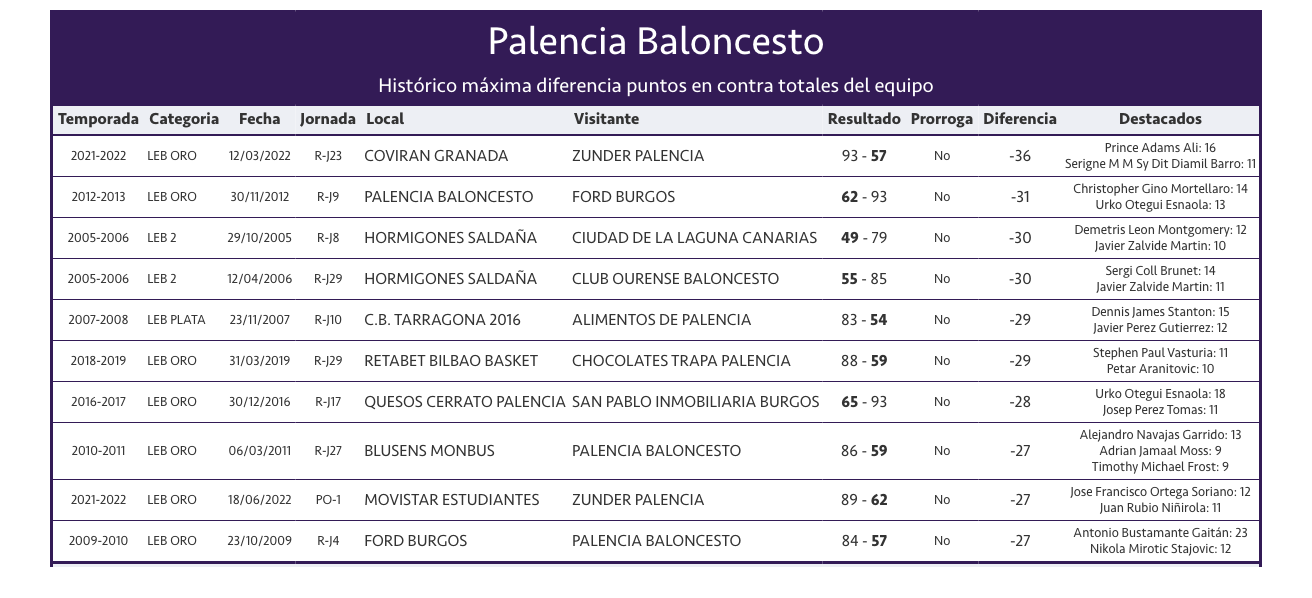 Palencia Baloncesto
Histórico máxima diferencia puntos en contra totales del equipo
Temporada Categoria Fecha Jornada Local Visitante Resultado Prorroga Diferencia Destacados
2021-2022 LEB ORO 12/03/2022 R-J23 COVIRAN GRANADA ZUNDER PALENCIA 93 - 57 No -36 Prince Adams Ali: 16
Serigne M M Sy Dit Diamil Barro: 11
2012-2013 LEB ORO 30/11/2012 R-J9 PALENCIA BALONCESTO FORD BURGOS 62 - 93 No -31 Christopher Gino Mortellaro: 14
Urko Otegui Esnaola: 13
2005-2006 LEB 2 29/10/2005 R-J8 HORMIGONES SALDAÑA CIUDAD DE LA LAGUNA CANARIAS 49 - 79 No -30 Demetris Leon Montgomery: 12
Javier Zalvide Martin: 10
2005-2006 LEB 2 12/04/2006 R-J29 HORMIGONES SALDAÑA CLUB OURENSE BALONCESTO 55 - 85 No -30 Sergi Coll Brunet: 14
Javier Zalvide Martin: 11
2007-2008 LEB PLATA 23/11/2007 R-J10 C.B. TARRAGONA 2016 ALIMENTOS DE PALENCIA 83 - 54 No -29 Dennis James Stanton: 15
Javier Perez Gutierrez: 12
2018-2019 LEB ORO 31/03/2019 R-J29 RETABET BILBAO BASKET CHOCOLATES TRAPA PALENCIA 88 - 59 No -29 Stephen Paul Vasturia: 11
Petar Aranitovic: 10
2016-2017 LEB ORO 30/12/2016 R-J17 QUESOS CERRATO PALENCIA SAN PABLO INMOBILIARIA BURGOS 65 - 93 No -28 Urko Otegui Esnaola: 18
Josep Perez Tomas: 11
2010-2011 LEB ORO 06/03/2011 R-J27 BLUSENS MONBUS PALENCIA BALONCESTO 86 - 59 No -27 Alejandro Navajas Garrido: 13
Adrian Jamaal Moss: 9
Timothy Michael Frost: 9
2021-2022 LEB ORO 18/06/2022 PO-1 MOVISTAR ESTUDIANTES ZUNDER PALENCIA 89 - 62 No -27 Jose Francisco Ortega Soriano: 12
Juan Rubio Niñirola: 11
2009-2010 LEB ORO 23/10/2009 R-J4 FORD BURGOS PALENCIA BALONCESTO 84 - 57 No -27 Antonio Bustamante Gaitán: 23
Nikola Mirotic Stajovic: 12